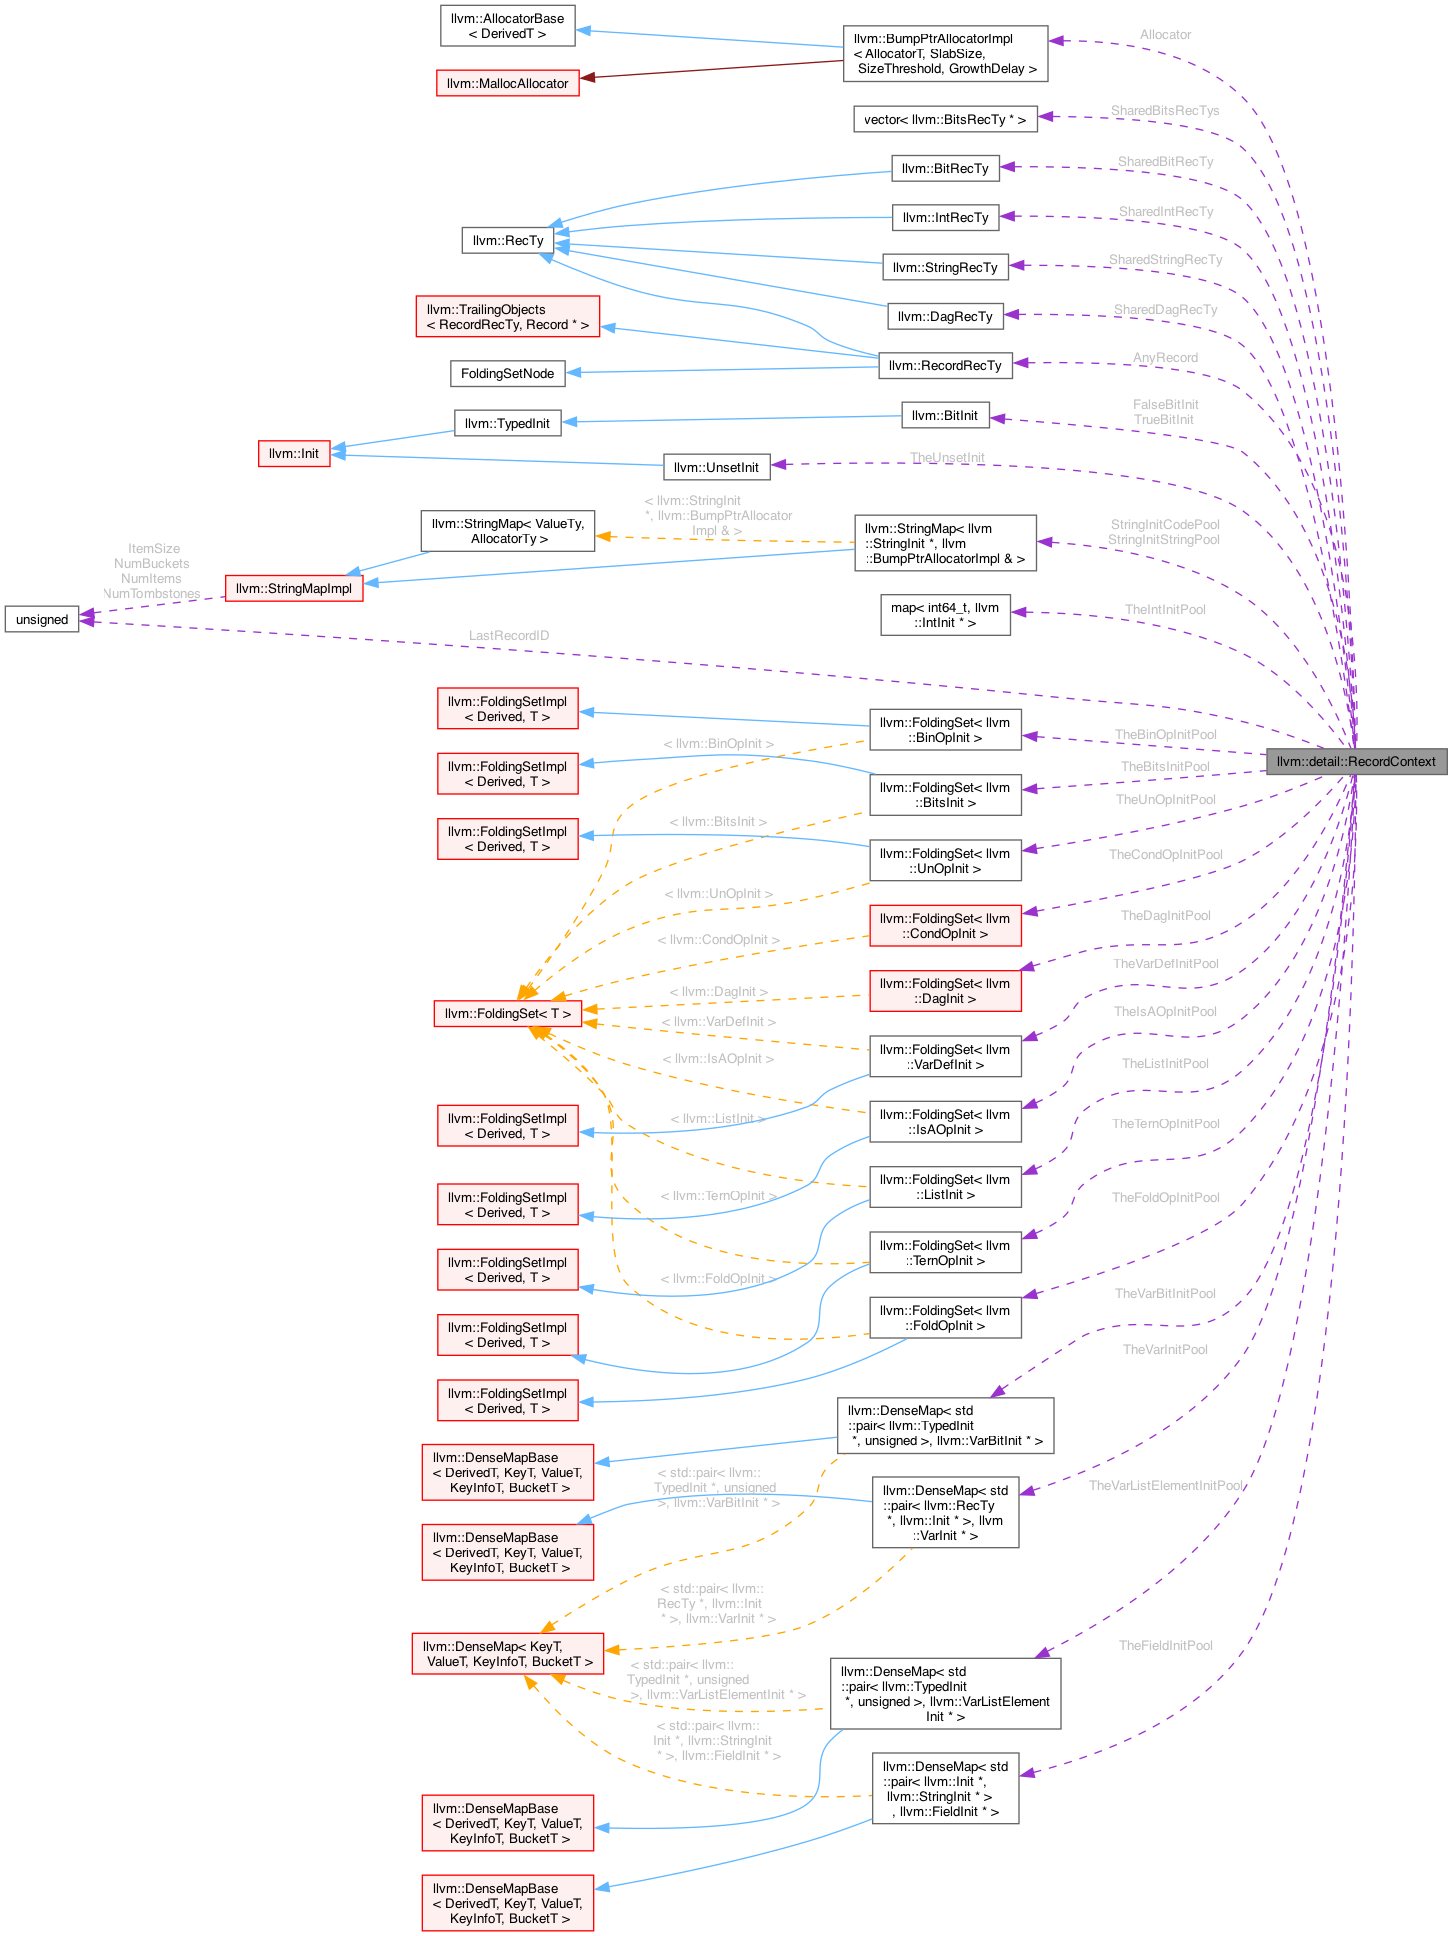 llvm::AllocatorBase
< DerivedT >
llvm::BumpPtrAllocatorImpl
< AllocatorT, SlabSize,
SizeThreshold, GrowthDelay >
Allocator
llvm::MallocAllocator
vector< llvm::BitsRecTy * >
SharedBitsRecTys
llvm::BitRecTy
SharedBitRecTy
llvm::IntRecTy
SharedIntRecTy
llvm::RecTy
llvm::StringRecTy
SharedStringRecTy
llvm::TrailingObjects
< RecordRecTy, Record * >
llvm::DagRecTy
SharedDagRecTy
FoldingSetNode
llvm::RecordRecTy
AnyRecord
llvm::TypedInit
llvm::BitInit
FalseBitInit
TrueBitInit
llvm::Init
llvm::UnsetInit
TheUnsetInit
llvm::StringMap< ValueTy,
AllocatorTy >
< llvm::StringInit
*, llvm::BumpPtrAllocator
Impl & >
llvm::StringMap< llvm
::StringInit *, llvm
::BumpPtrAllocatorImpl & >
StringInitCodePool
StringInitStringPool
ItemSize
NumBuckets
NumItems
NumTombstones
llvm::StringMapImpl
unsigned
map< int64_t, llvm
::IntInit * >
TheIntInitPool
LastRecordID
llvm::FoldingSetImpl
< Derived, T >
llvm::FoldingSet< llvm
::BinOpInit >
TheBinOpInitPool
< llvm::BinOpInit >
llvm::detail::RecordContext
llvm::FoldingSetImpl
< Derived, T >
llvm::FoldingSet< llvm
::BitsInit >
TheBitsInitPool
< llvm::BitsInit >
TheUnOpInitPool
llvm::FoldingSetImpl
< Derived, T >
llvm::FoldingSet< llvm
::UnOpInit >
TheCondOpInitPool
< llvm::UnOpInit >
llvm::FoldingSet< llvm
::CondOpInit >
TheDagInitPool
< llvm::CondOpInit >
llvm::FoldingSet< llvm
::DagInit >
TheVarDefInitPool
< llvm::DagInit >
llvm::FoldingSet< T >
TheIsAOpInitPool
< llvm::VarDefInit >
llvm::FoldingSet< llvm
::VarDefInit >
< llvm::IsAOpInit >
TheListInitPool
llvm::FoldingSetImpl
< Derived, T >
< llvm::ListInit >
llvm::FoldingSet< llvm
::IsAOpInit >
TheTernOpInitPool
llvm::FoldingSetImpl
< Derived, T >
< llvm::TernOpInit >
llvm::FoldingSet< llvm
::ListInit >
TheFoldOpInitPool
llvm::FoldingSetImpl
< Derived, T >
< llvm::FoldOpInit >
llvm::FoldingSet< llvm
::TernOpInit >
TheVarBitInitPool
llvm::FoldingSetImpl
< Derived, T >
llvm::FoldingSet< llvm
::FoldOpInit >
TheVarInitPool
llvm::FoldingSetImpl
< Derived, T >
llvm::DenseMap< std
::pair< llvm::TypedInit
*, unsigned >, llvm::VarBitInit * >
llvm::DenseMapBase
< DerivedT, KeyT, ValueT,
KeyInfoT, BucketT >
< std::pair< llvm::
TypedInit *, unsigned
>, llvm::VarBitInit * >
llvm::DenseMap< std
::pair< llvm::RecTy
*, llvm::Init * >, llvm
::VarInit * >
TheVarListElementInitPool
llvm::DenseMapBase
< DerivedT, KeyT, ValueT,
KeyInfoT, BucketT >
< std::pair< llvm::
RecTy *, llvm::Init
* >, llvm::VarInit * >
llvm::DenseMap< KeyT,
ValueT, KeyInfoT, BucketT >
TheFieldInitPool
< std::pair< llvm::
TypedInit *, unsigned
>, llvm::VarListElementInit * >
llvm::DenseMap< std
::pair< llvm::TypedInit
*, unsigned >, llvm::VarListElement
Init * >
< std::pair< llvm::
Init *, llvm::StringInit
* >, llvm::FieldInit * >
llvm::DenseMap< std
::pair< llvm::Init *,
llvm::StringInit * >
, llvm::FieldInit * >
llvm::DenseMapBase
< DerivedT, KeyT, ValueT,
KeyInfoT, BucketT >
llvm::DenseMapBase
< DerivedT, KeyT, ValueT,
KeyInfoT, BucketT >